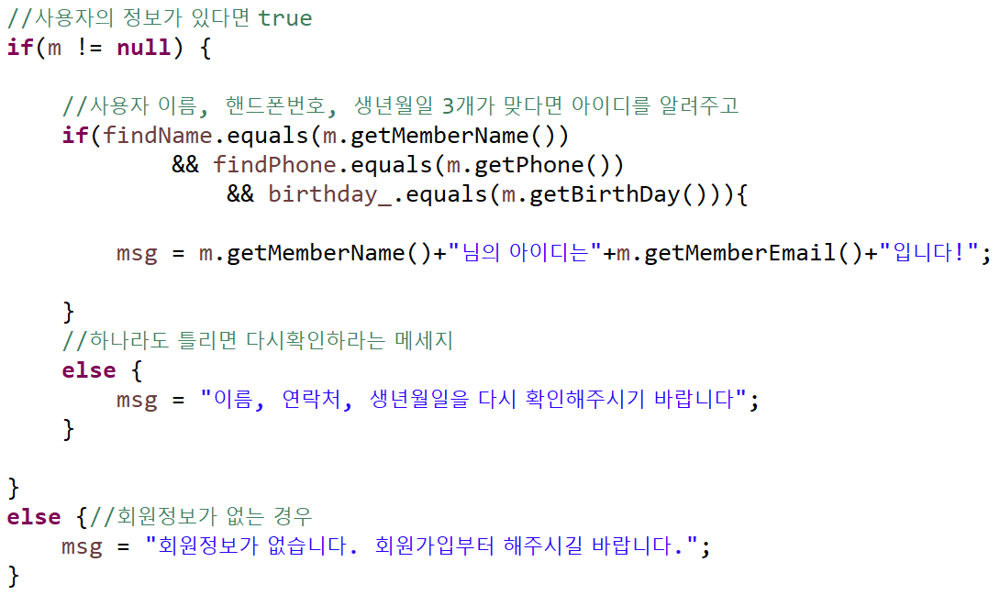 //사용자의 정보가 있다면 true
if(m != null) {
//사용자 이름, 핸드폰번호, 생년월일 3개가 맞다면 아이디를 알려주고
if(findName.equals(m.getMemberName())
&& findPhone.equals(m.getPhone())
&& birthday_.equals(m.getBirthDay())){
msg = m.getMemberName()+"님의 아이디는"+m.getMemberEmail()+"입니다!";
}
//하나라도 틀리면 다시확인하라는 메세지
else {
msg = "이름, 연락처, 생년월일을 다시 확인해주시기 바랍니다";
}
}
else {//회원정보가 없는 경우
msg = "회원정보가 없습니다. 회원가입부터 해주시길 바랍니다.";
}